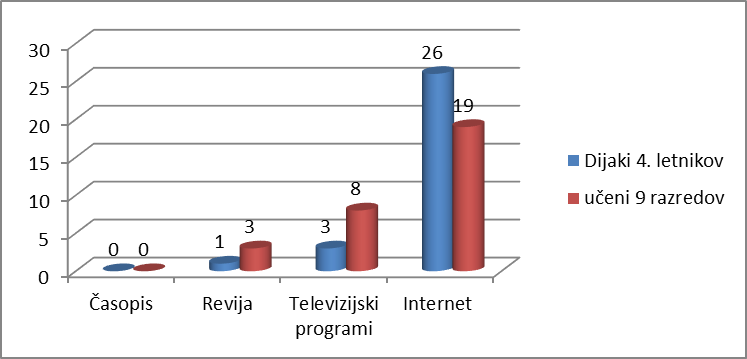 30
25
20
15
10
5
0
0
0
1
3
3
8
26
19
Časopis
Revija
Televizijski
programi
Internet
Dijaki 4. letnikov
učeni 9 razredov